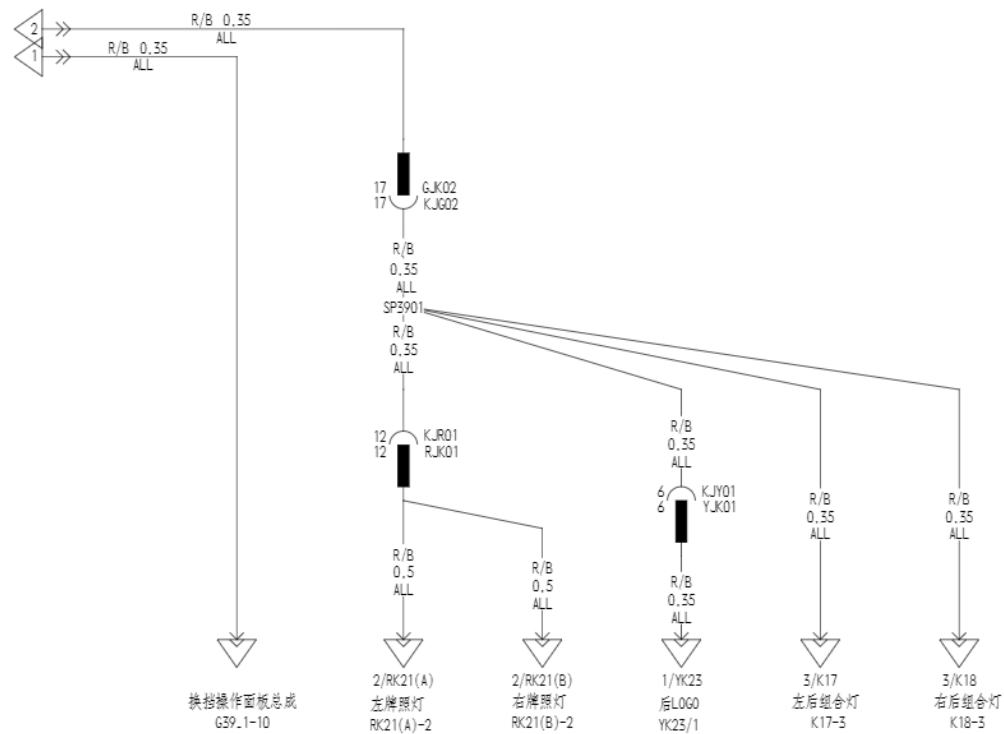 2
R/B 0.35
ALL
1
R/B 0.35
ALL
17 GJK02
17 KJG02
R/B
0.35
ALL
SP3901
R/B
0.35
ALL
12 KJR01
12 RJK01
R/B
0.35
ALL
6 KJY01
6 YJK01
R/B
0.35
ALL
R/B
0.35
ALL
R/B
0.5
ALL
R/B
0.5
ALL
R/B
0.35
ALL
换挡操作面板总成
G39_1-10
2/RK21(A)
左牌照灯
RK21(A)-2
2/RK21(B)
右牌照灯
RK21(B)-2
1/YK23
后LOGO
YK23/1
3/K17
左后组合灯
K17-3
3/K18
右后组合灯
K18-3